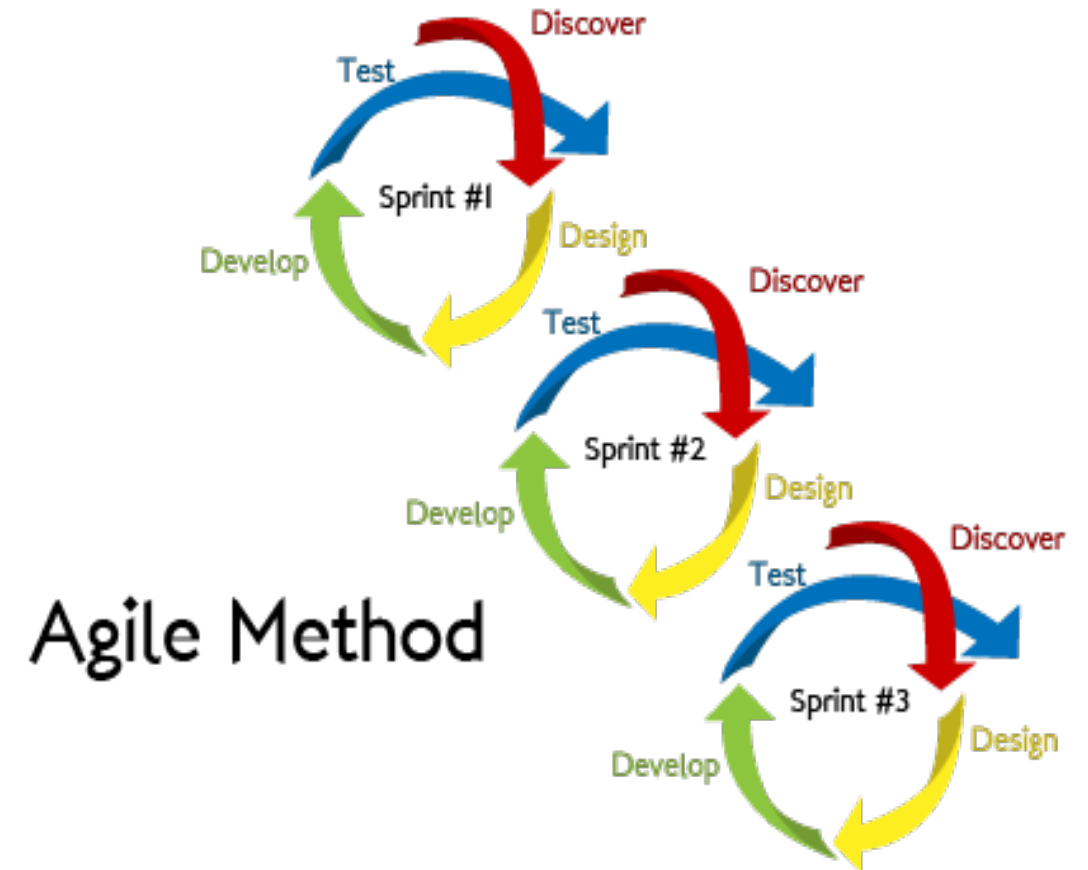 Discover
Test
Sprint #1
Design
Develop
Discover
Test
Sprint #2
Design
Develop
Discover
Test
Sprint #3
Design
Develop
Agile Method